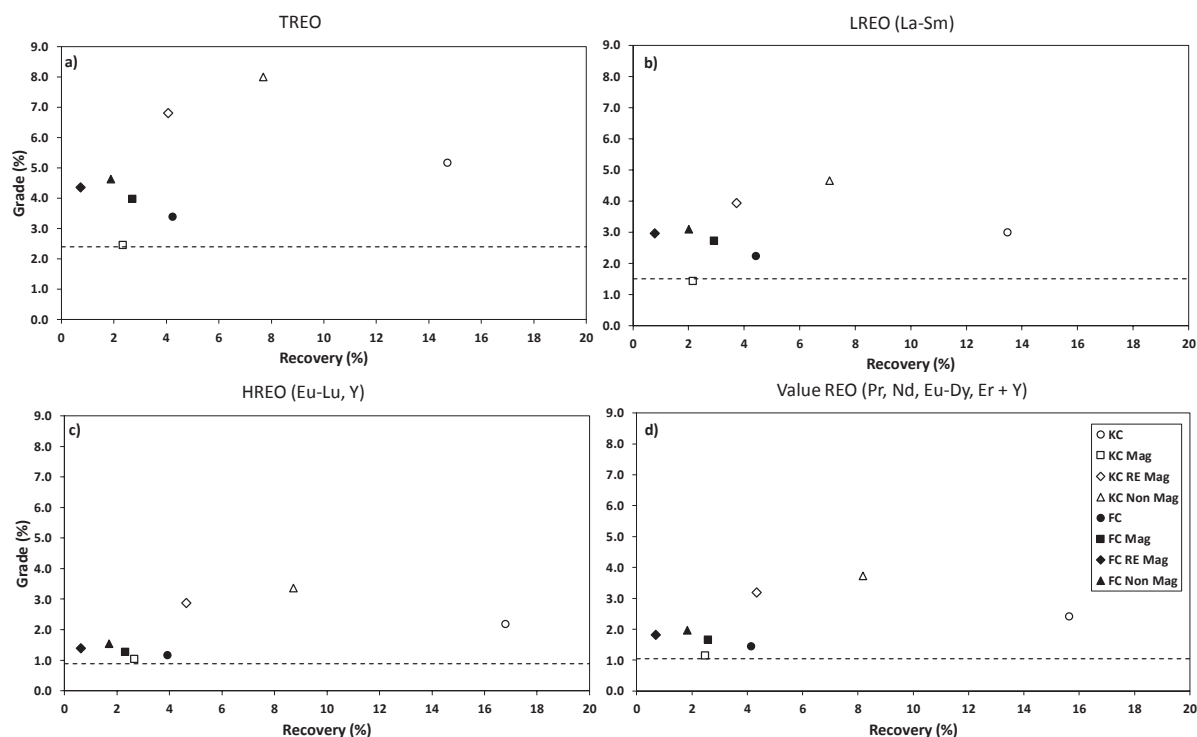 TREO
a)
9.0
8.0
7.0
6.0
5.0
4.0
3.0
2.0
1.0
0.0
Grade (%)
0 2 4 6 8 10 12 14 16 18 20
Recovery (%)
LREO (La-Sm)
b)
9.0
8.0
7.0
6.0
5.0
4.0
3.0
2.0
1.0
0.0
0 2 4 6 8 10 12 14 16 18 20
Recovery (%)
HREO (Eu-Lu, Y)
c)
9.0
8.0
7.0
6.0
5.0
4.0
3.0
2.0
1.0
0.0
Grade (%)
0 2 4 6 8 10 12 14 16 18 20
Recovery (%)
Value REO (Pr, Nd, Eu-Dy, Er + Y)
d)
9.0
8.0
7.0
6.0
5.0
4.0
3.0
2.0
1.0
0.0
0 2 4 6 8 10 12 14 16 18 20
Recovery (%)
KC
KC Mag
KC RE Mag
KC Non Mag
FC
FC Mag
FC RE Mag
FC Non Mag